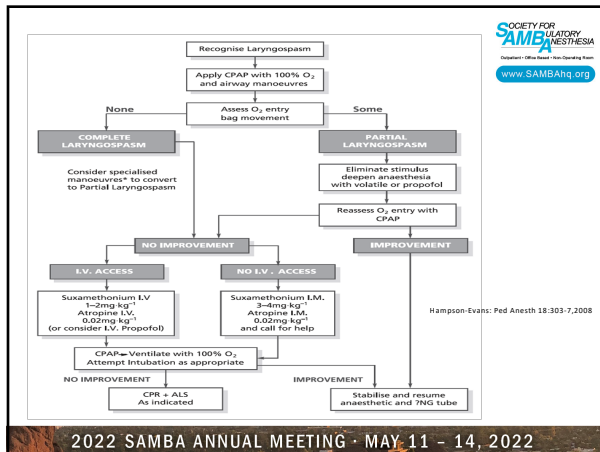 SOCIETY FOR
AMBULATORY
ANESTHESIA
Outpatient • Office Based • Non-Operating Room
www.SAMBAhq.org
Recognise Laryngospasm
Apply CPAP with 100% O₂
and airway manoeuvres
Assess O₂ entry
bag movement
None
Some
COMPLETE
LARYNGOSPASM
PARTIAL
LARYNGOSPASM
Consider specialised
manoeuvres* to convert
to Partial Laryngospasm
Eliminate stimulus
deepen anaesthesia
with volatile or propofol
Reassess O₂ entry with
CPAP
NO IMPROVEMENT
IMPROVEMENT
I.V. ACCESS
NO I.V. ACCESS
Suxamethonium I.V
1–2mg·kg⁻¹
Atropine I.V.
0.02mg·kg⁻¹
(or consider I.V. Propofol)
Suxamethonium I.M.
3–4mg·kg⁻¹
Atropine I.M.
0.02mg·kg⁻¹
and call for help
Hampson-Evans: Ped Anesth 18:303-7,2008
CPAP Ventilate with 100% O₂
Attempt Intubation as appropriate
NO IMPROVEMENT
IMPROVEMENT
CPR + ALS
As indicated
Stabilise and resume
anaesthetic and ?NG tube
2022 SAMBA ANNUAL MEETING · MAY 11 – 14, 2022